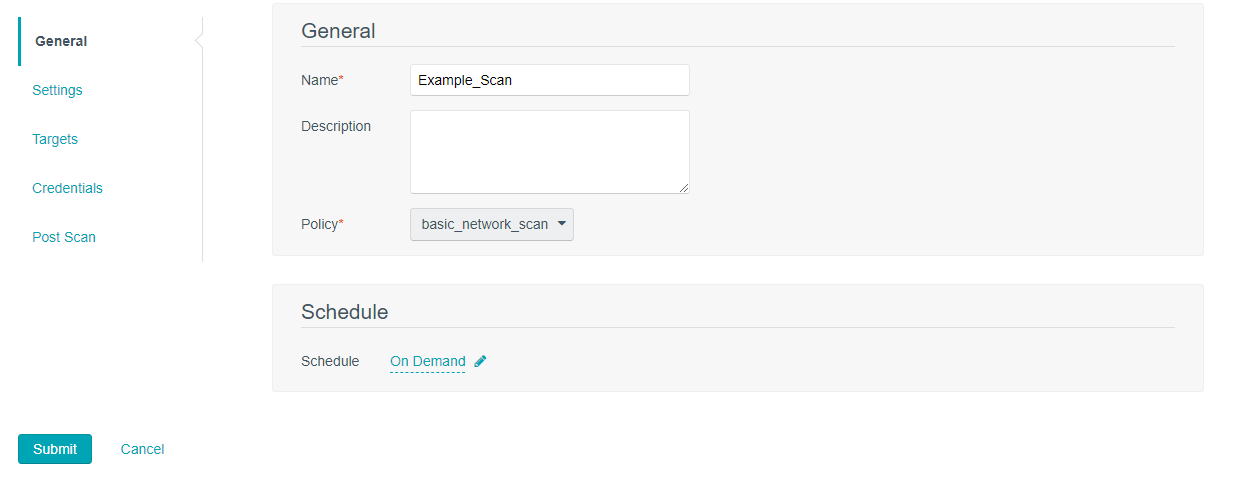 General
Settings
Targets
Credentials
Post Scan
General
Name*
Example_Scan
Description
Policy*
basic_network_scan
Schedule
Schedule
On Demand
Submit
Cancel